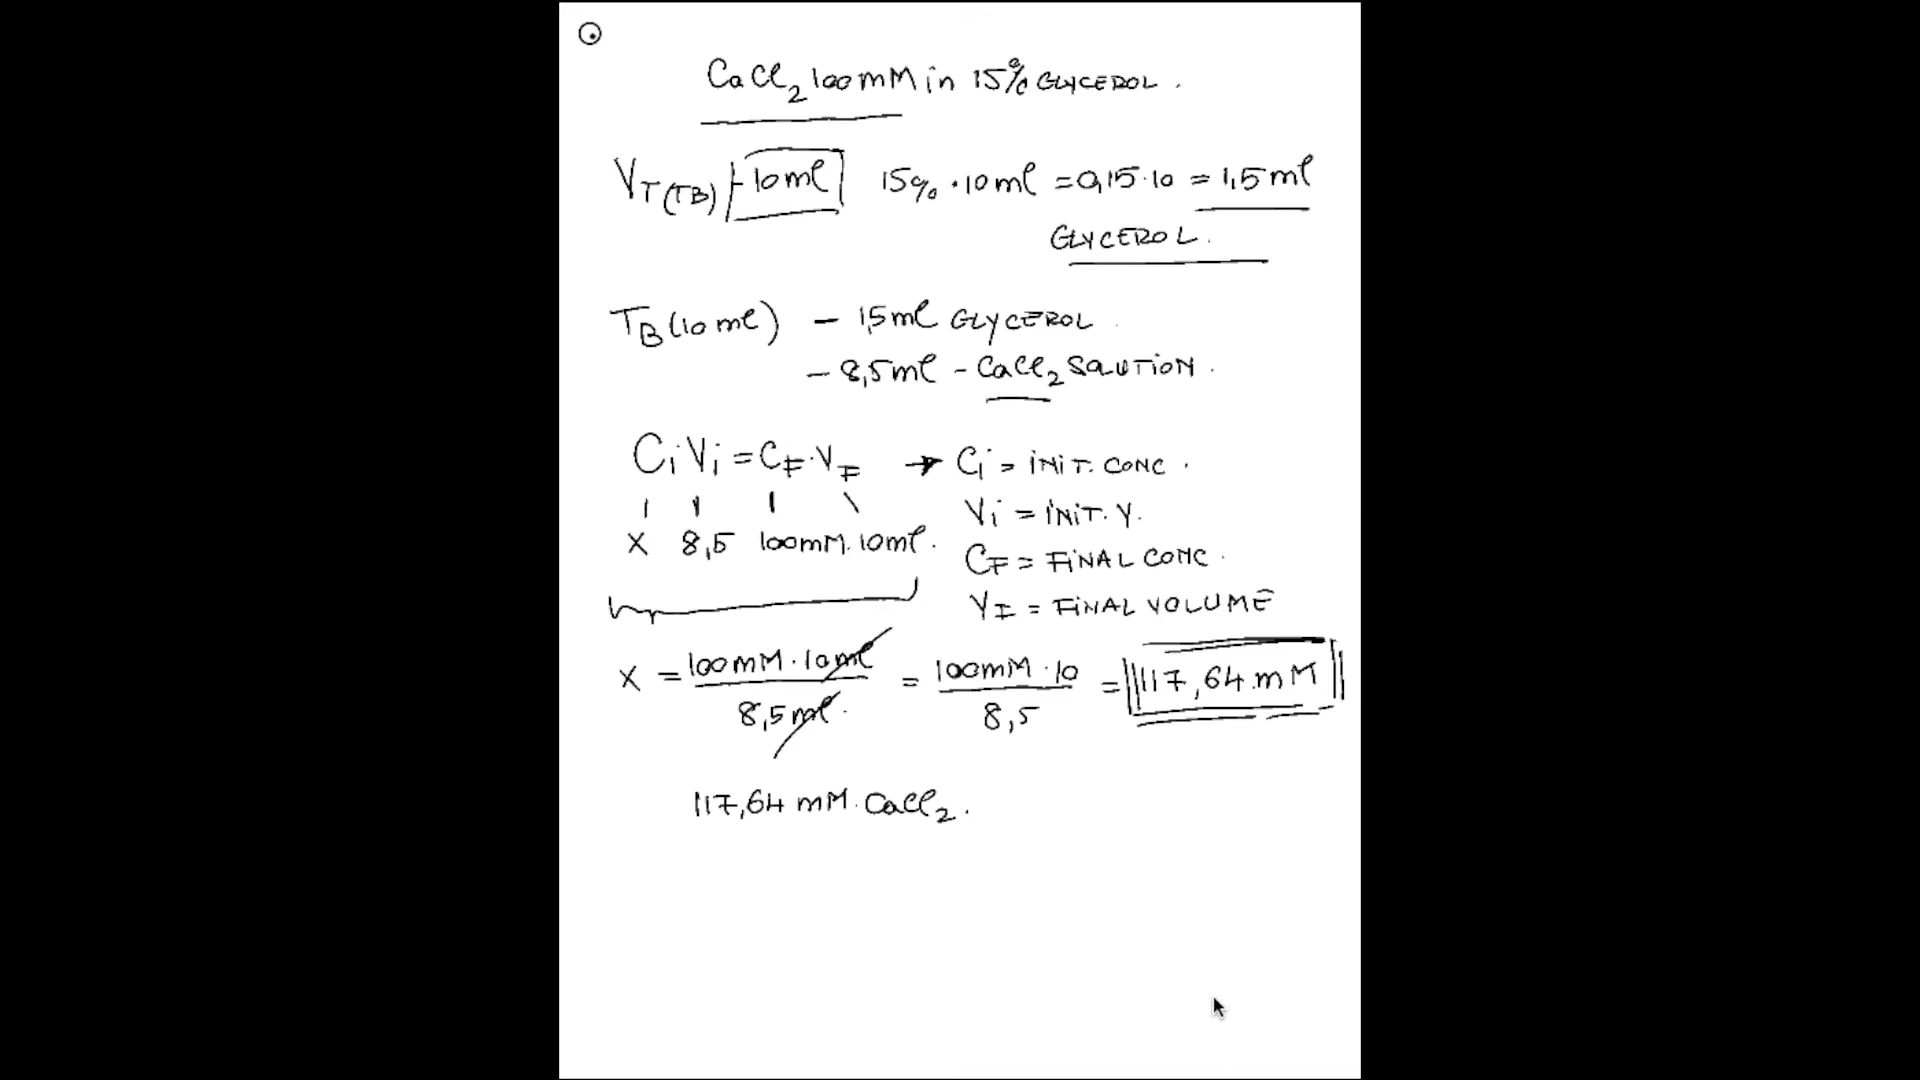 CaCl2 100mM in 15% GLYCEROL.
VT(TB) - 10ml 15% · 10ml = 0,15·10 = 1,5ml
GLYCEROL.
TB(10ml) - 1,5ml GLYCEROL
- 8,5ml - CaCl2 SOLUTION.
CiVi = CF·VF → Ci = INIT. CONC.
Vi = INIT. V.
X 8,5 100mM. 10ml.
CF = FINAL CONC.
VF = FINAL VOLUME
X = 100mM · 10ml / 8,5ml. = 100mM · 10 / 8,5 = 117,64 mM
117,64 mM. CaCl2.